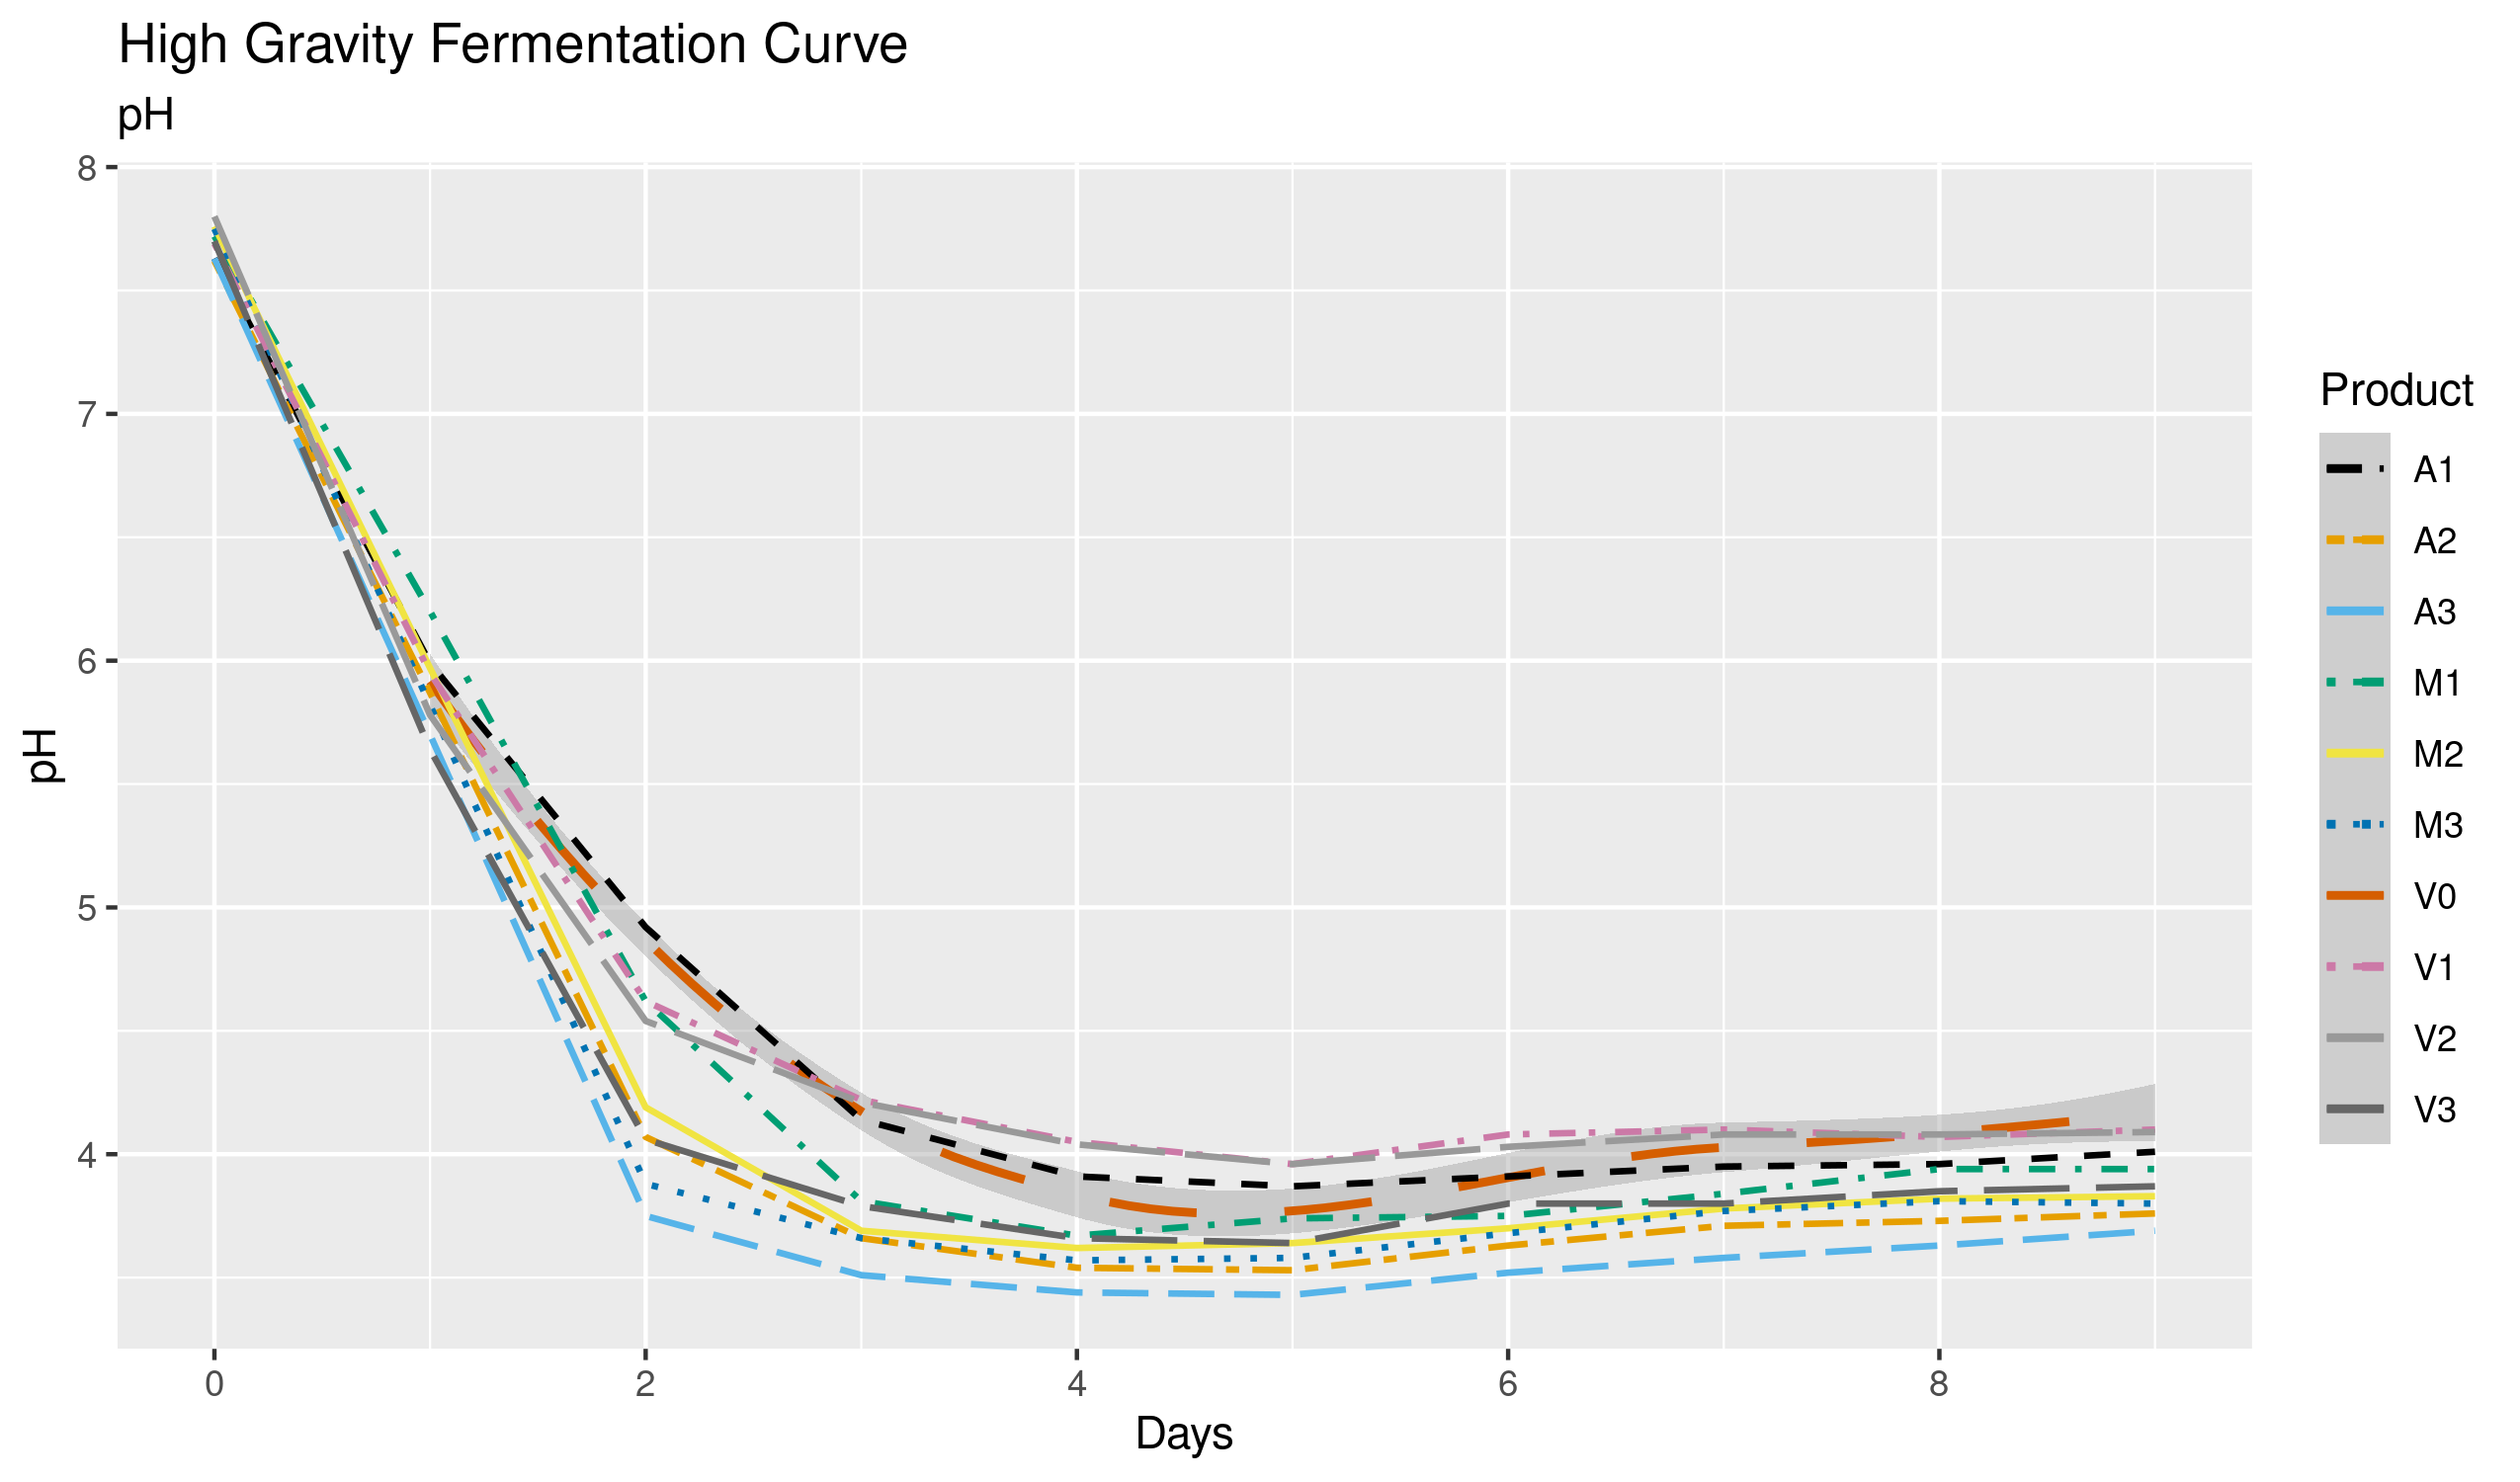 High Gravity Fermentation Curve
pH
8
7
6
5
4
pH
0 2 4 6 8
Days
Product
A1
A2
A3
M1
M2
M3
V0
V1
V2
V3